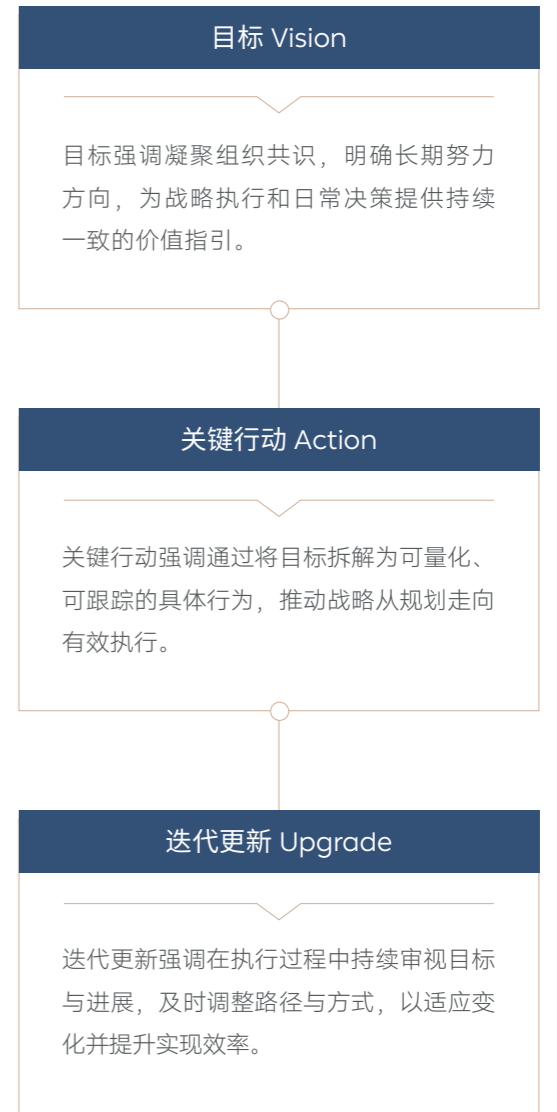 目标 Vision
目标强调凝聚组织共识，明确长期努力
方向，为战略执行和日常决策提供持续
一致的价值指引。
关键行动 Action
关键行动强调通过将目标拆解为可量化、
可跟踪的具体行为，推动战略从规划走向
有效执行。
迭代更新 Upgrade
迭代更新强调在执行过程中持续审视目标
与进展，及时调整路径与方式，以适应变
化并提升实现效率。